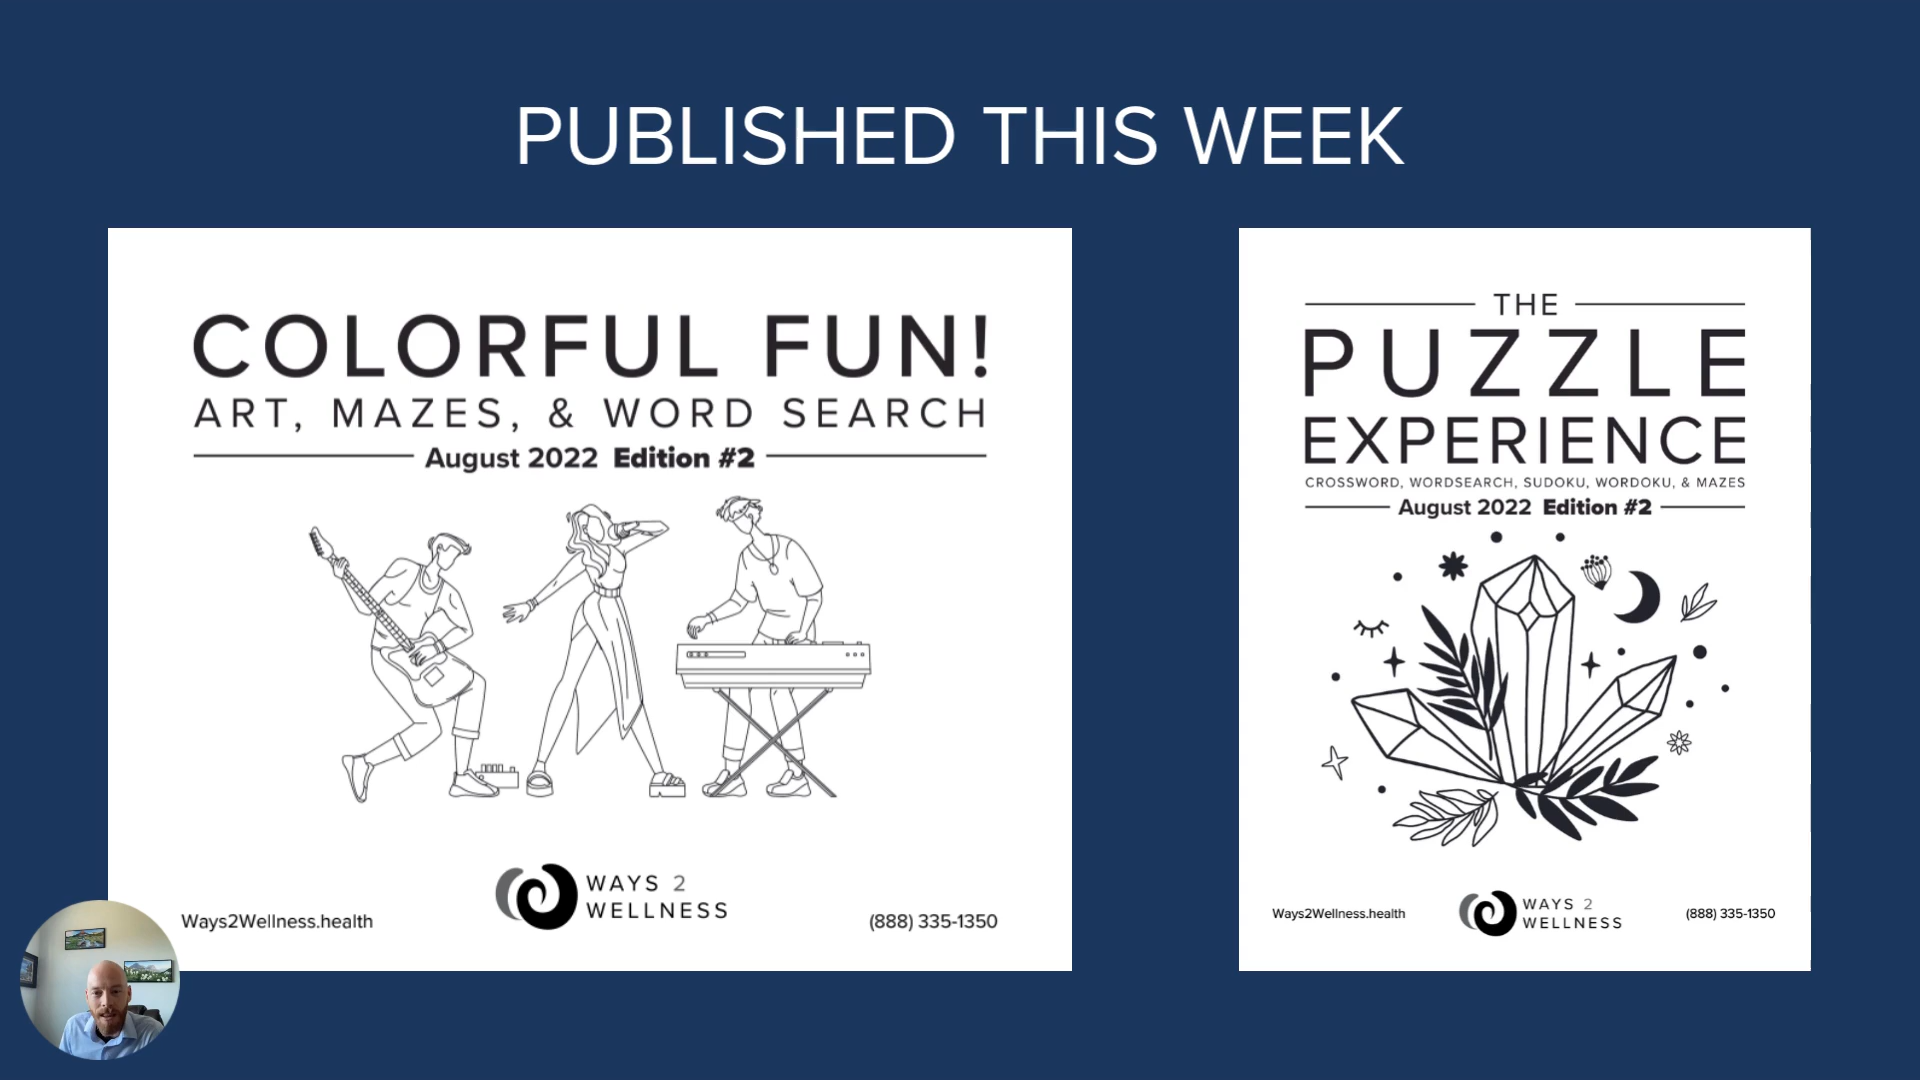 PUBLISHED THIS WEEK
COLORFUL FUN!
ART, MAZES, & WORD SEARCH
August 2022 Edition #2
Ways2Wellness.health
WAYS 2
WELLNESS
(888) 335-1350
THE
PUZZLE
EXPERIENCE
CROSSWORD, WORDSEARCH, SUDOKU, WORDOKU, & MAZES
August 2022 Edition #2
Ways2Wellness.health
WAYS 2
WELLNESS
(888) 335-1350